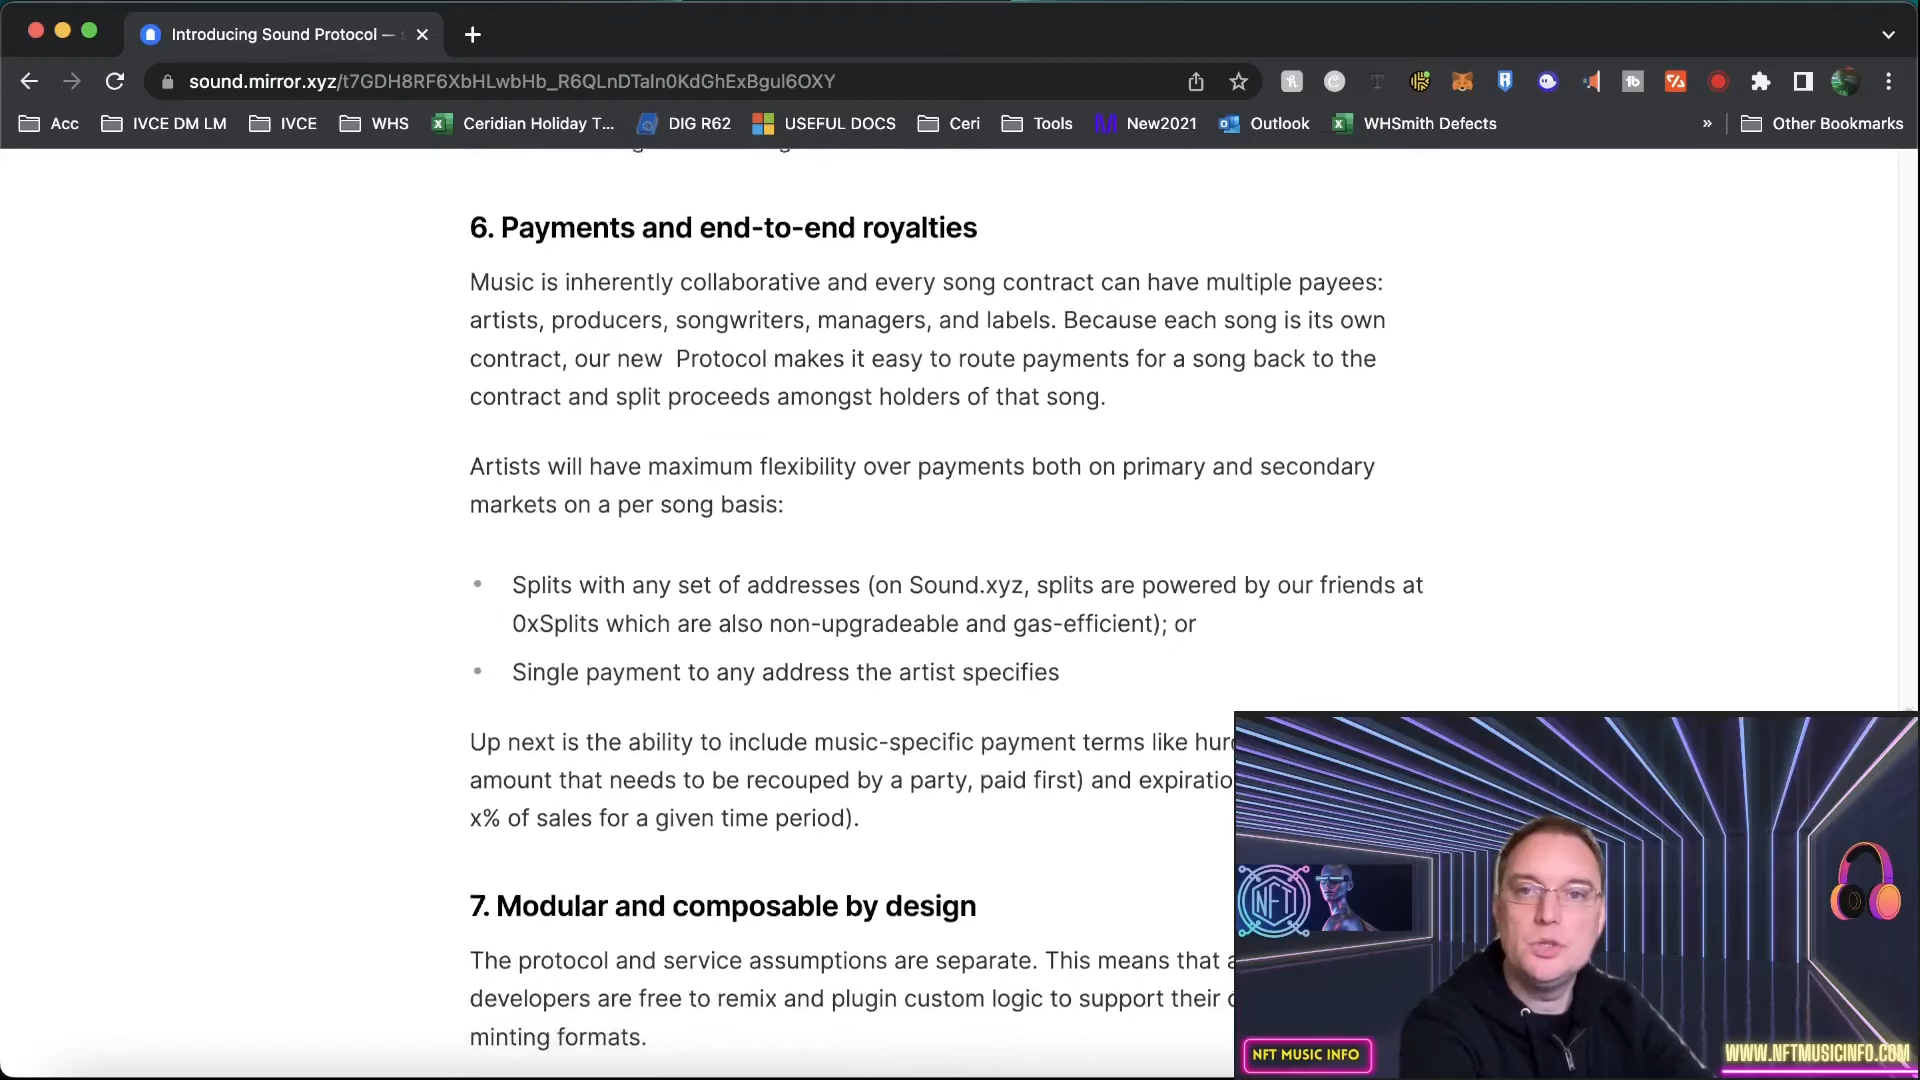 Introducing Sound Protocol —
sound.mirror.xyz/t7GDH8RF6XbHLwbHb_R6QLnDTaln0KdGhExBgul6OXY
Acc
IVCE DM LM
IVCE
WHS
Ceridian Holiday T...
DIG R62
USEFUL DOCS
Ceri
Tools
New2021
Outlook
WHSmith Defects
»
Other Bookmarks
6. Payments and end-to-end royalties
Music is inherently collaborative and every song contract can have multiple payees:
artists, producers, songwriters, managers, and labels. Because each song is its own
contract, our new  Protocol makes it easy to route payments for a song back to the
contract and split proceeds amongst holders of that song.
Artists will have maximum flexibility over payments both on primary and secondary
markets on a per song basis:
• Splits with any set of addresses (on Sound.xyz, splits are powered by our friends at
0xSplits which are also non-upgradeable and gas-efficient); or
• Single payment to any address the artist specifies
Up next is the ability to include music-specific payment terms like
amount that needs to be recouped by a party, paid first) and
x% of sales for a given time period).
7. Modular and composable by design
The protocol and service assumptions are separate. This means that
developers are free to remix and plugin custom logic to support their
minting formats.
NFT
NFT MUSIC INFO
WWW.NFTMUSICINFO.COM